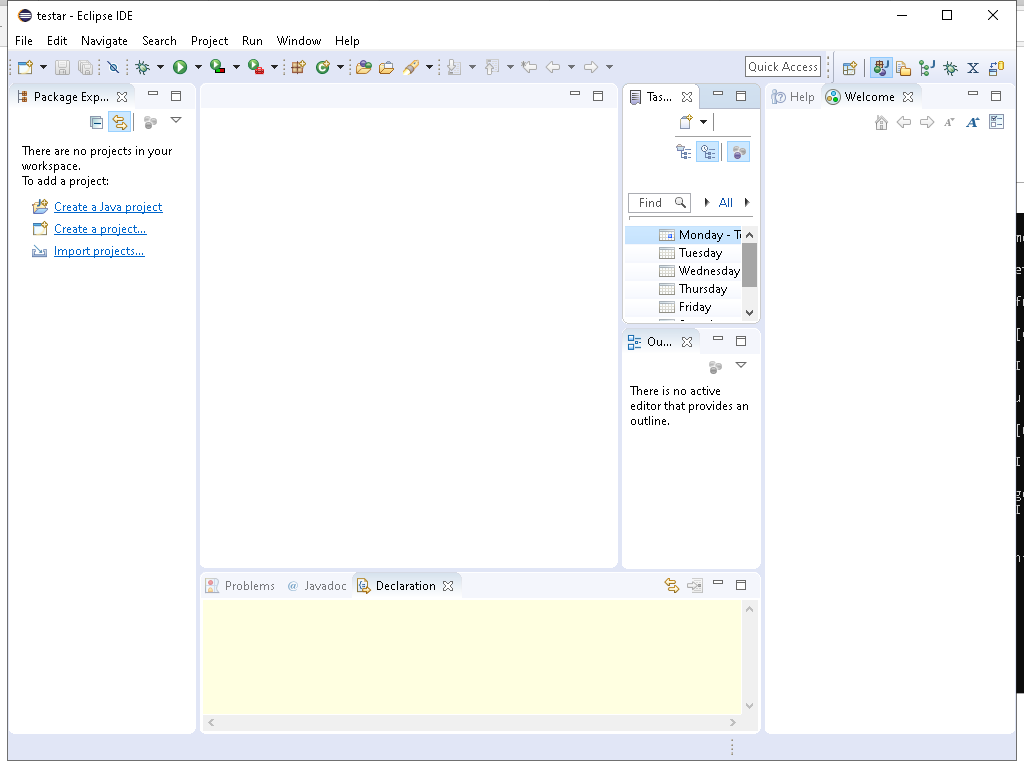 testar - Eclipse IDE
File Edit Navigate Search Project Run Window Help
Quick Access
Package Exp...
There are no projects in your
workspace.
To add a project:
Create a Java project
Create a project...
Import projects...
Tas...
Find
All
Monday - T
Tuesday
Wednesday
Thursday
Friday
Ou...
There is no active
editor that provides an
outline.
Help
Welcome
Problems
@ Javadoc
Declaration